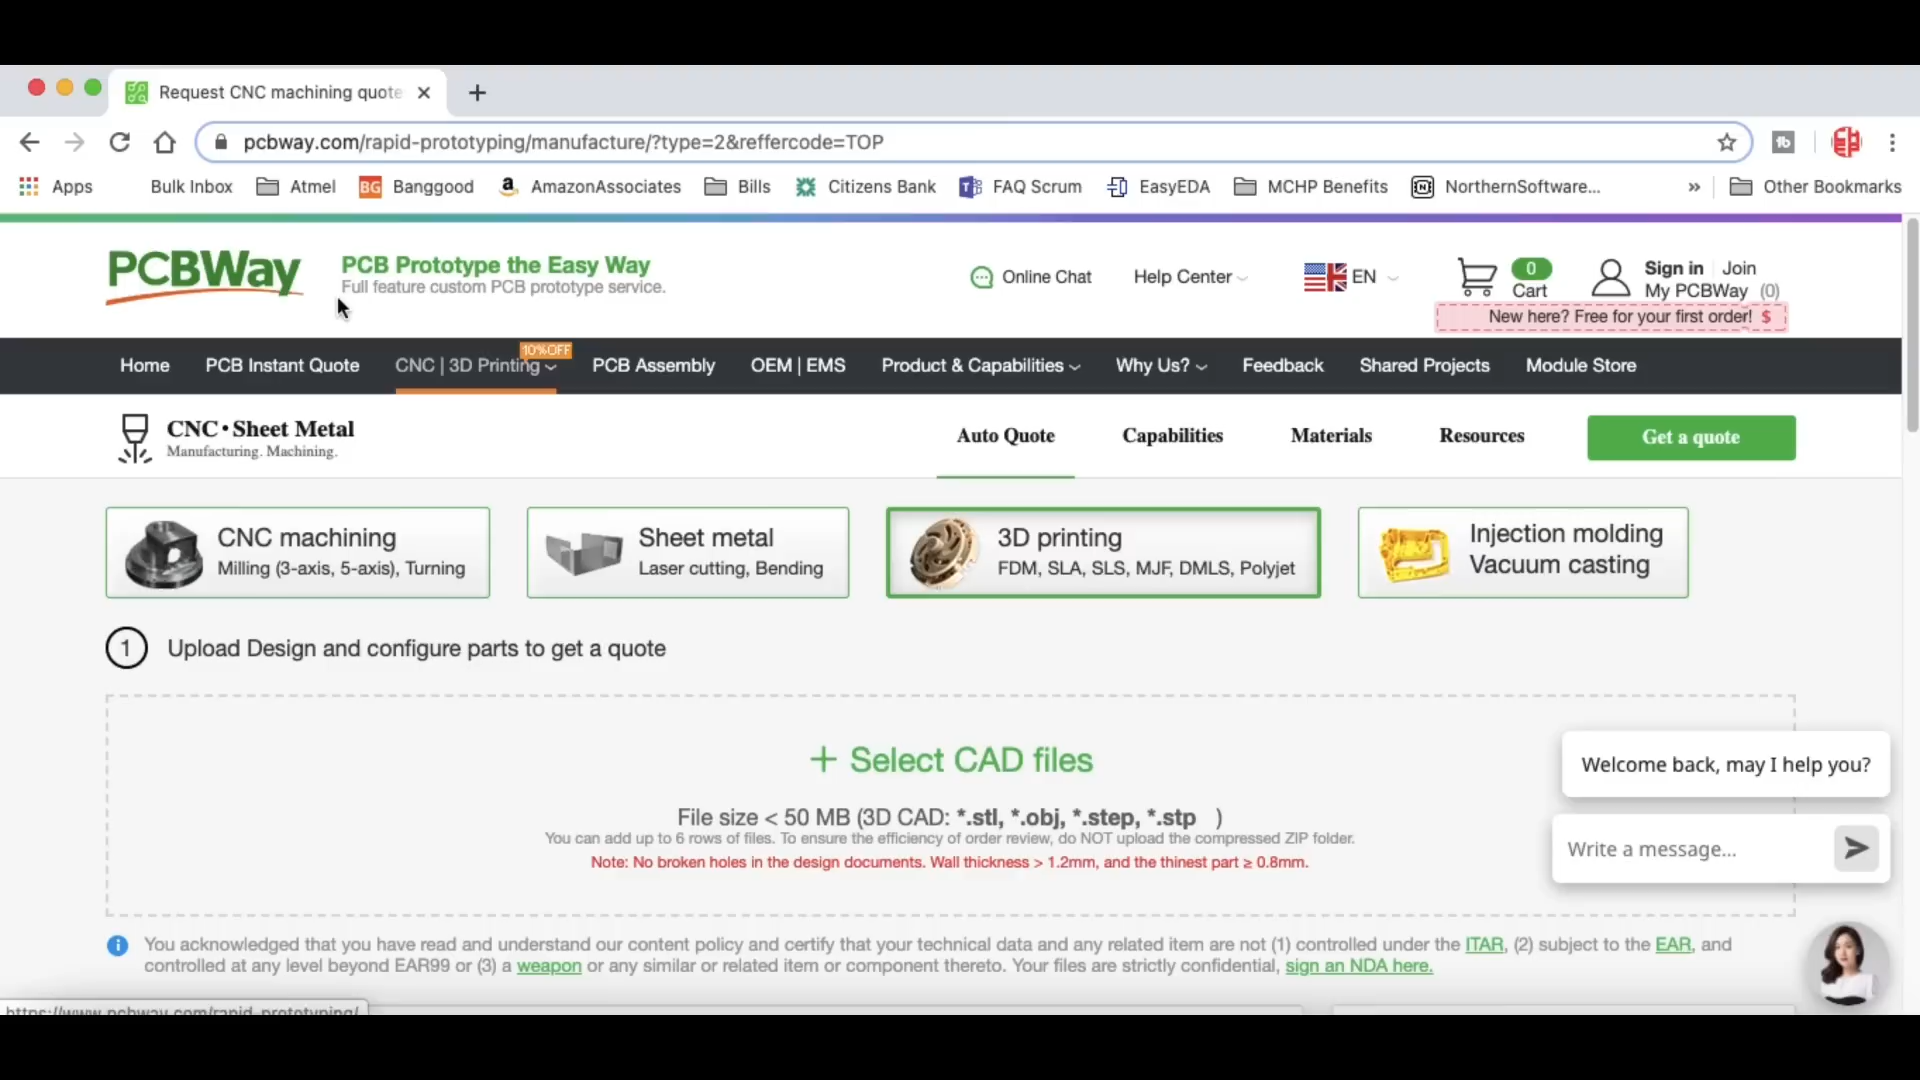 Request CNC machining quote
pcbway.com/rapid-prototyping/manufacture/?type=2&reffercode=TOP
Apps Bulk Inbox Atmel BG Banggood a AmazonAssociates Bills Citizens Bank FAQ Scrum EasyEDA MCHP Benefits NorthernSoftware... » Other Bookmarks
PCBWay
PCB Prototype the Easy Way
Full feature custom PCB prototype service.
Online Chat Help Center EN 0 Cart Sign in Join
My PCBWay (0)
New here? Free for your first order! $
10%OFF
Home PCB Instant Quote CNC | 3D Printing PCB Assembly OEM | EMS Product & Capabilities Why Us? Feedback Shared Projects Module Store
CNC • Sheet Metal
Manufacturing. Machining.
Auto Quote Capabilities Materials Resources Get a quote
CNC machining
Milling (3-axis, 5-axis), Turning
Sheet metal
Laser cutting, Bending
3D printing
FDM, SLA, SLS, MJF, DMLS, Polyjet
Injection molding
Vacuum casting
1 Upload Design and configure parts to get a quote
+ Select CAD files
File size < 50 MB (3D CAD: *.stl, *.obj, *.step, *.stp )
You can add up to 6 rows of files. To ensure the efficiency of order review, do NOT upload the compressed ZIP folder.
Note: No broken holes in the design documents. Wall thickness > 1.2mm, and the thinest part ≥ 0.8mm.
Welcome back, may I help you?
Write a message...
You acknowledged that you have read and understand our content policy and certify that your technical data and any related item are not (1) controlled under the ITAR, (2) subject to the EAR, and
controlled at any level beyond EAR99 or (3) a weapon or any similar or related item or component thereto. Your files are strictly confidential, sign an NDA here.
https://www.pcbway.com/rapid-prototyping/